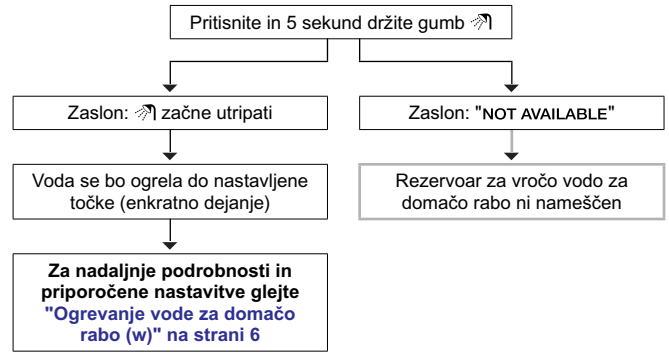 Pritisnite in 5 sekund držite gumb
Zaslon: začne utripati
Zaslon: "NOT AVAILABLE"
Voda se bo ogrela do nastavljene
točke (enkratno dejanje)
Rezervoar za vročo vodo za
domačo rabo ni nameščen
Za nadaljnje podrobnosti in
priporočene nastavitve glejte
"Ogrevanje vode za domačo
rabo (w)" na strani 6